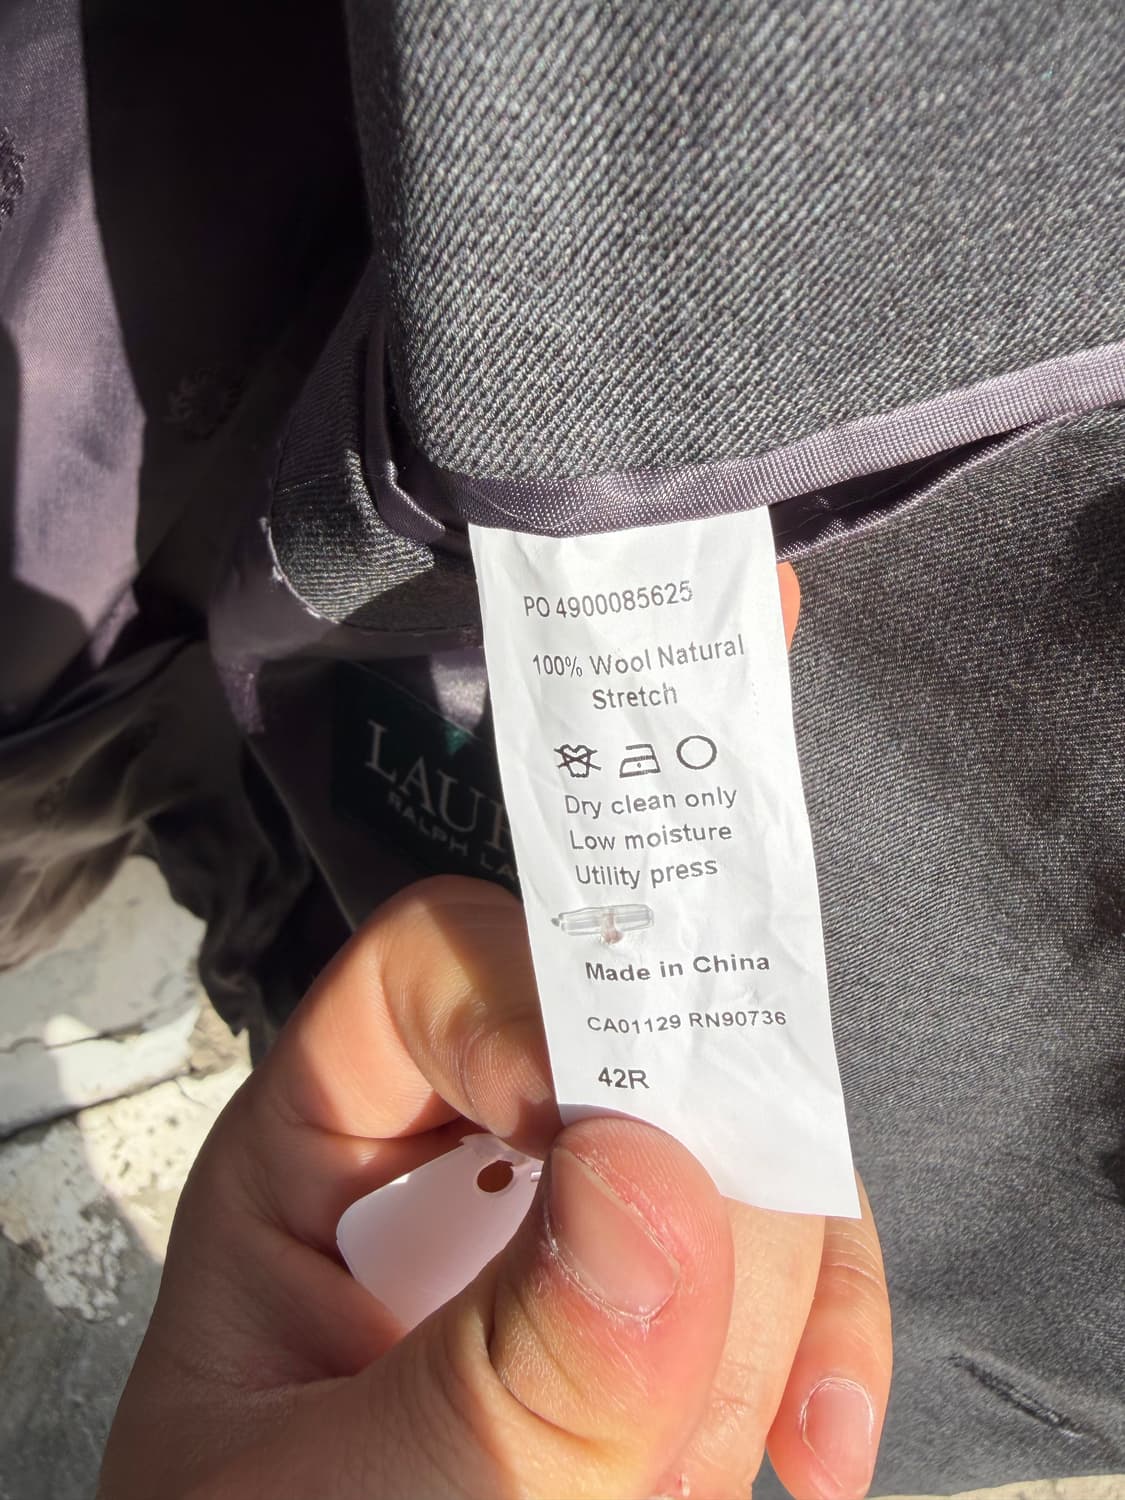 PO 4900085625
100% Wool Natural
Stretch
Dry clean only
Low moisture
Utility press
Made in China
CA01129 RN90736
42R
RALPH